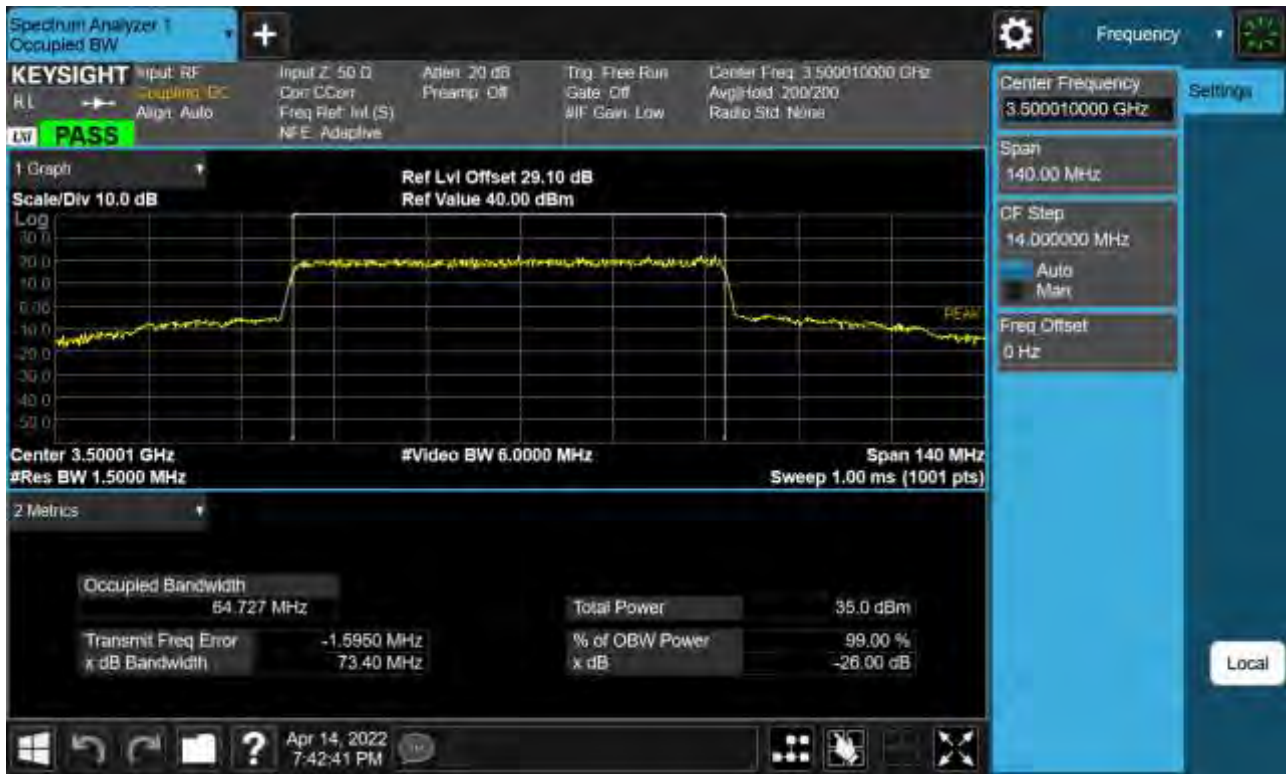 Spectrum Analyzer 1
Occupied BW
Frequency
KEYSIGHT
Input: RF
Coupling: DC
Align: Auto
Input Z: 50 Ω
Corr CCorr
Freq Ref: Int (S)
NFE: Adaptive
Atten: 20 dB
Preamp: Off
Trig: Free Run
Gate: Off
#IF Gain: Low
Center Freq: 3.500010000 GHz
Avg|Hold: 200/200
Radio Std: None
PASS
Center Frequency
3.500010000 GHz
Settings
Span
140.00 MHz
CF Step
14.000000 MHz
Auto
Man
Freq Offset
0 Hz
1 Graph
Scale/Div 10.0 dB
Ref Lvl Offset 29.10 dB
Ref Value 40.00 dBm
Log
30.0
20.0
10.0
0.00
-10.0
-20.0
-30.0
-40.0
-50.0
PEAK
Center 3.50001 GHz
#Video BW 6.0000 MHz
Span 140 MHz
#Res BW 1.5000 MHz
Sweep 1.00 ms (1001 pts)
2 Metrics
Occupied Bandwidth
64.727 MHz
Total Power
35.0 dBm
Transmit Freq Error
-1.5950 MHz
% of OBW Power
99.00 %
x dB Bandwidth
73.40 MHz
x dB
-26.00 dB
Local
?
Apr 14, 2022
7:42:41 PM